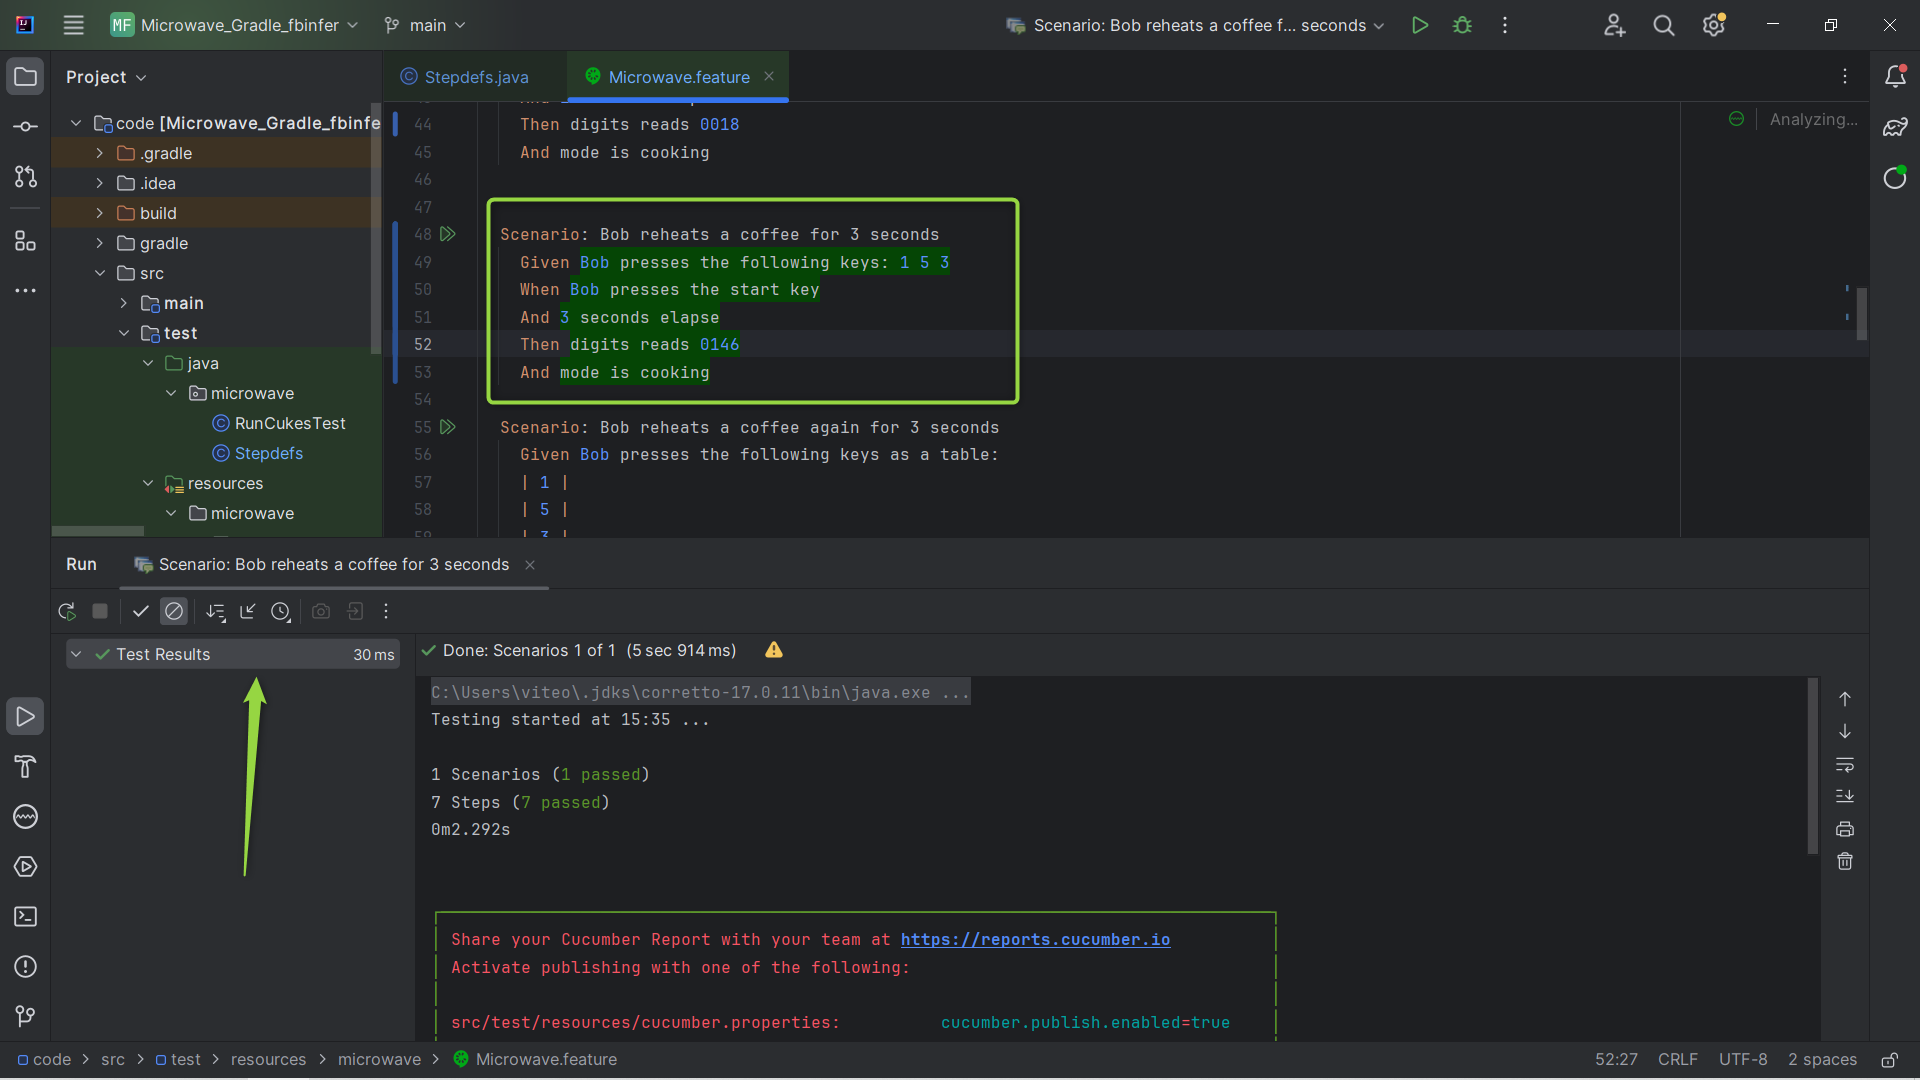 MF Microwave_Gradle_fbinfer main Scenario: Bob reheats a coffee f... seconds
Project
Stepdefs.java Microwave.feature
code [Microwave_Gradle_fbinfe
.gradle
.idea
build
gradle
src
main
test
java
microwave
RunCukesTest
Stepdefs
resources
microwave
Analyzing...
44 Then digits reads 0018
45 And mode is cooking
46
47
48 Scenario: Bob reheats a coffee for 3 seconds
49 Given Bob presses the following keys: 1 5 3
50 When Bob presses the start key
51 And 3 seconds elapse
52 Then digits reads 0146
53 And mode is cooking
54
55 Scenario: Bob reheats a coffee again for 3 seconds
56 Given Bob presses the following keys as a table:
57 | 1 |
58 | 5 |
Run Scenario: Bob reheats a coffee for 3 seconds
Test Results 30 ms
Done: Scenarios 1 of 1 (5 sec 914 ms)
C:\Users\viteo\.jdks\corretto-17.0.11\bin\java.exe ...
Testing started at 15:35 ...
1 Scenarios (1 passed)
7 Steps (7 passed)
0m2.292s
Share your Cucumber Report with your team at https://reports.cucumber.io
Activate publishing with one of the following:
src/test/resources/cucumber.properties: cucumber.publish.enabled=true
code > src > test > resources > microwave > Microwave.feature 52:27 CRLF UTF-8 2 spaces